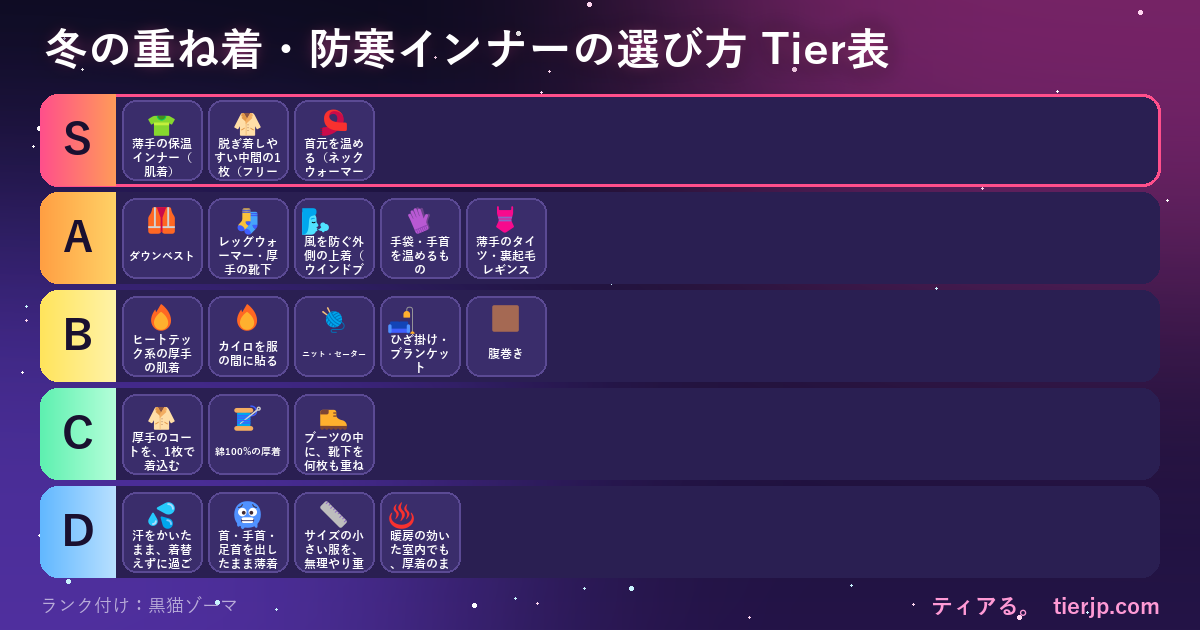 冬の重ね着・防寒インナーの選び方 Tier表
S
薄手の保温
インナー（
肌着）
脱ぎ着しや
すい中間の1
枚（フリー
首元を温め
る（ネック
ウォーマー
A
ダウンベスト
レッグウォ
ーマー・厚
手の靴下
風を防ぐ外
側の上着（
ウインドブ
手袋・手首
を温めるも
の
薄手のタイ
ツ・裏起毛
レギンス
B
ヒートテッ
ク系の厚手
の肌着
カイロを服
の間に貼る
ニット・セーター
ひざ掛け・
ブランケッ
ト
腹巻き
C
厚手のコー
トを、1枚で
着込む
綿100%の厚着
ブーツの中
に、靴下を
何枚も重ね
D
汗をかいた
まま、着替
えずに過ご
首・手首・
足首を出し
たまま薄着
サイズの小
さい服を、
無理やり重
暖房の効い
た室内でも
、厚着のま
ランク付け：黒猫ゾーマ
ティアる。 tierjp.com